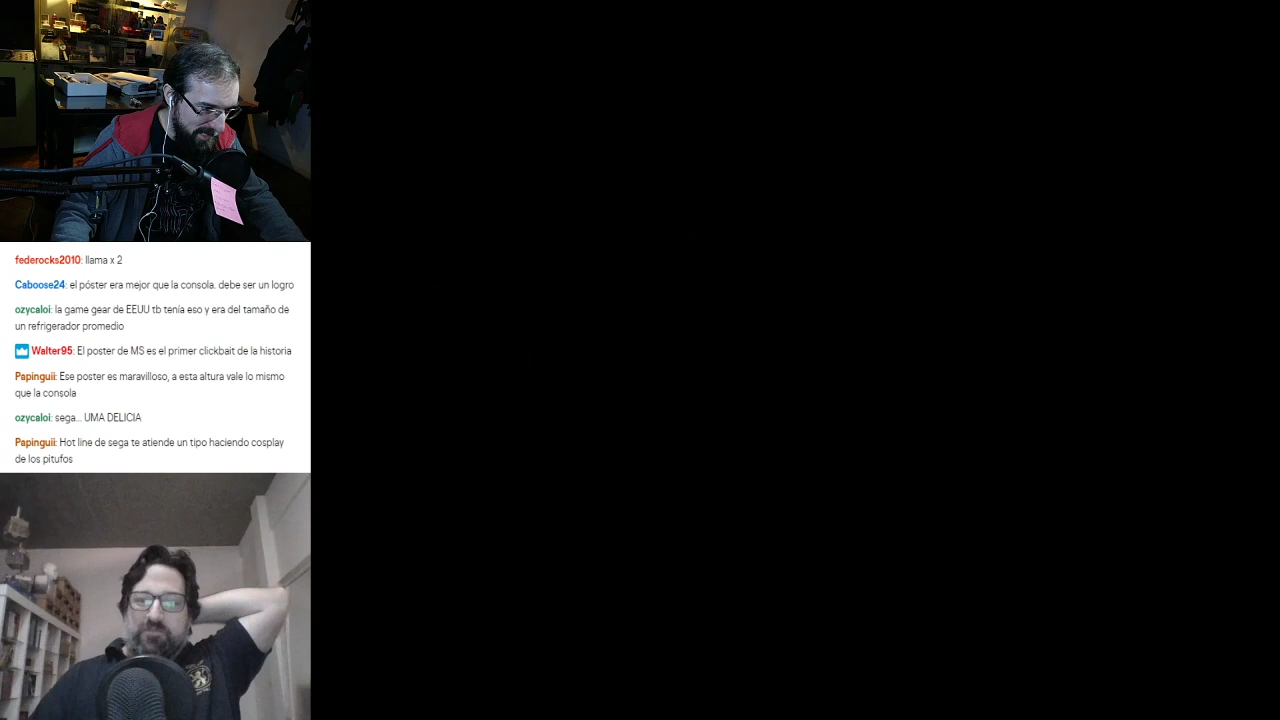 federocks2010: llama x 2
Caboose24: el póster era mejor que la consola. debe ser un logro
ozycaloi: la game gear de EEUU tb tenía eso y era del tamaño de
un refrigerador promedio
Walter95: El poster de MS es el primer clickbait de la historia
Papinguii: Ese poster es maravilloso, a esta altura vale lo mismo
que la consola
ozycaloi: sega... UMA DELICIA
Papinguii: Hot line de sega te atiende un tipo haciendo cosplay
de los pitufos